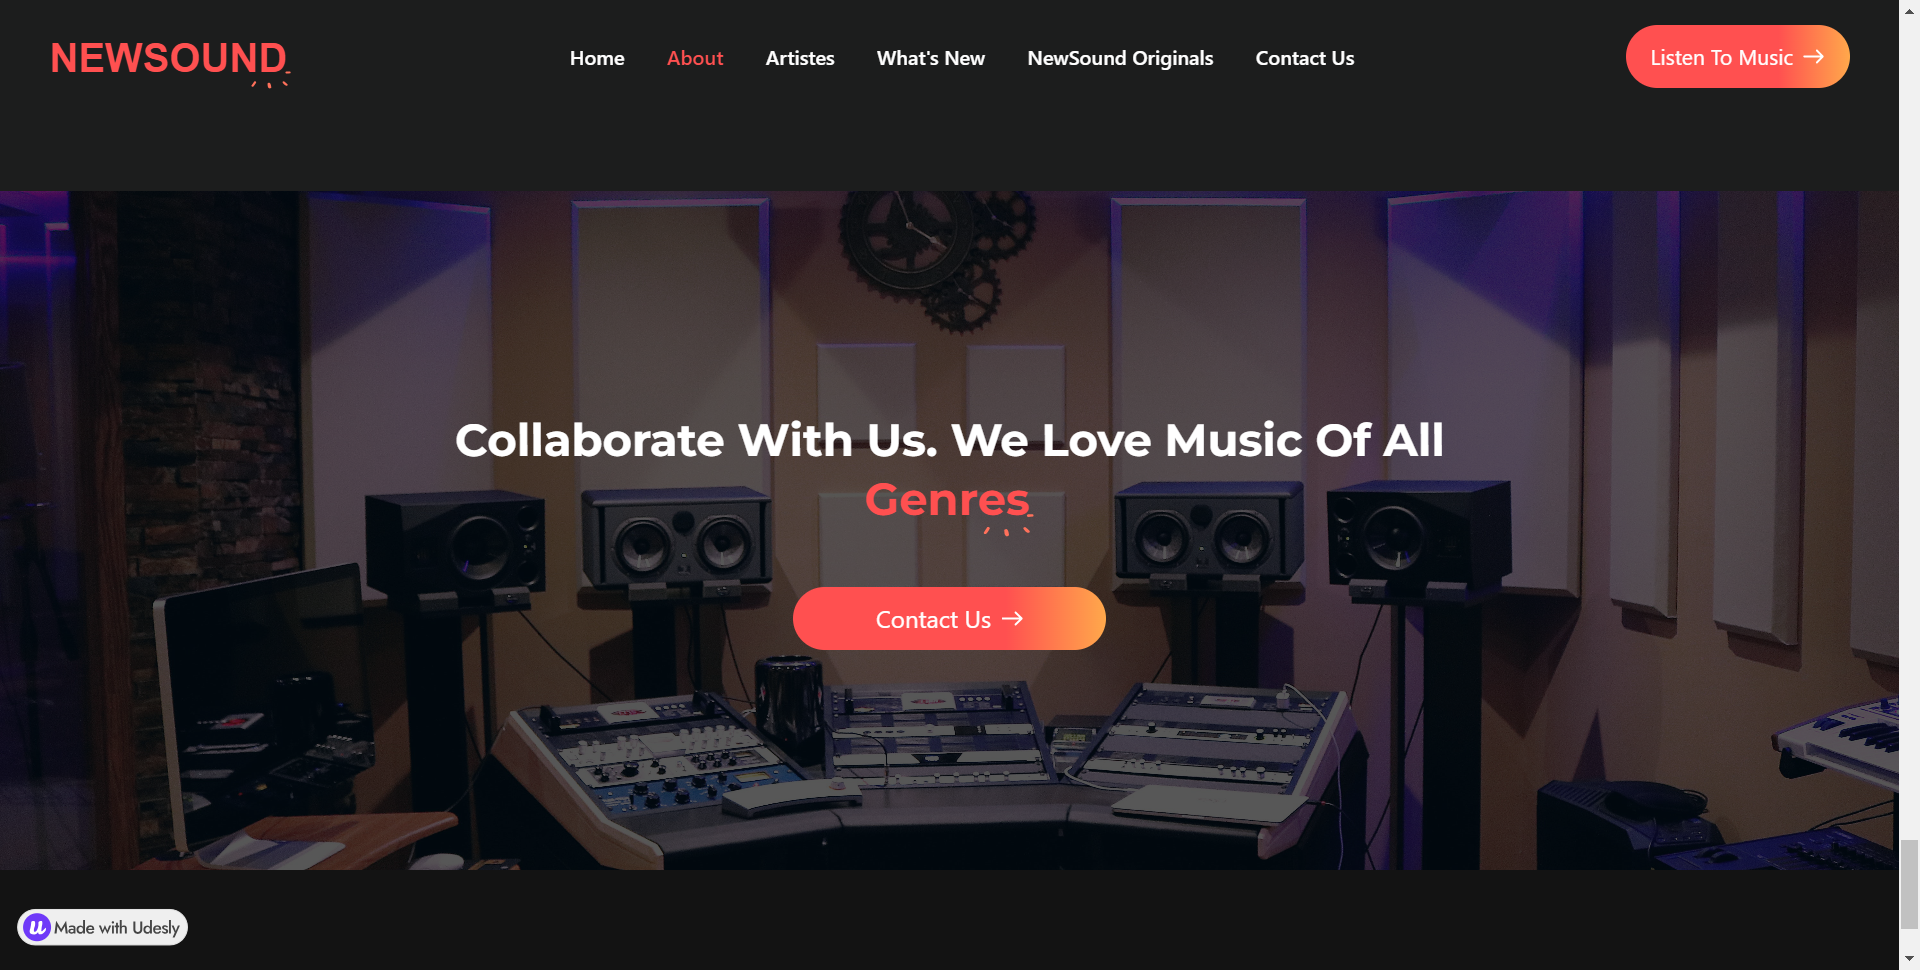 NEWSOUND
Home About Artistes What's New NewSound Originals Contact Us
Listen To Music →
Collaborate With Us. We Love Music Of All
Genres
Contact Us →
u Made with Udesly